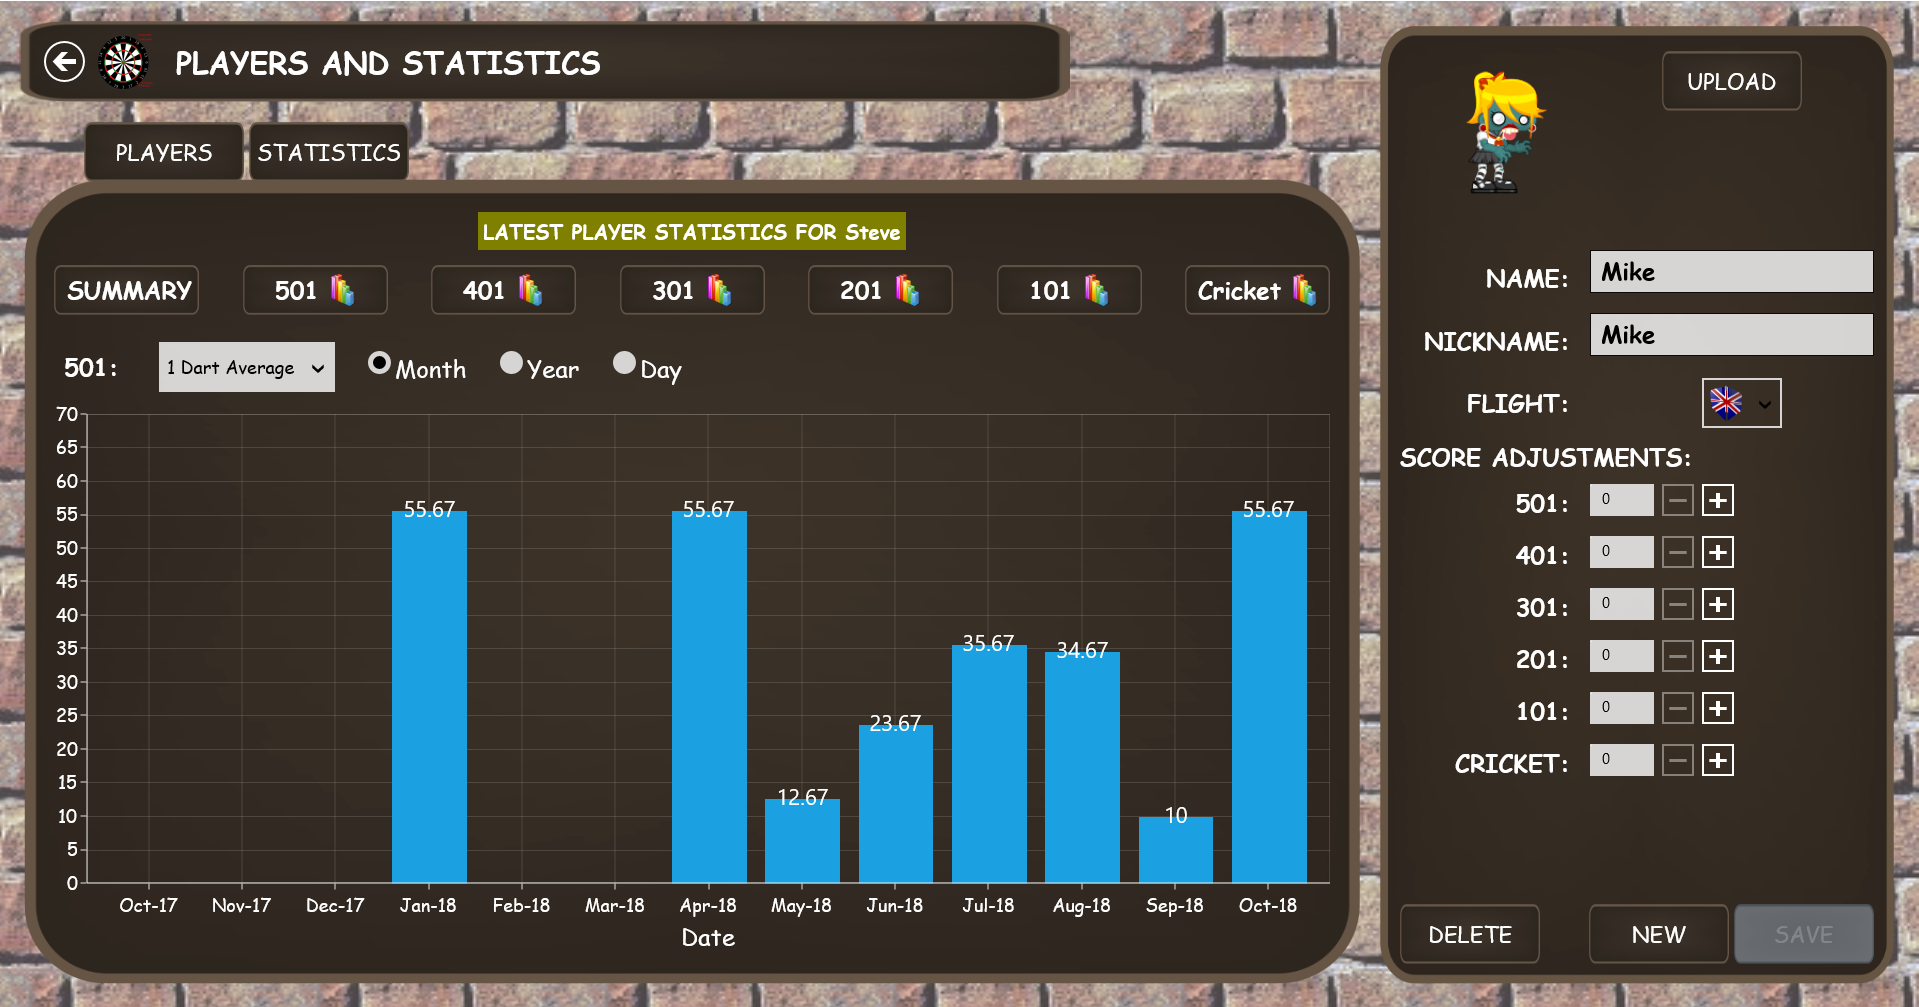 PLAYERS AND STATISTICS
PLAYERS STATISTICS
LATEST PLAYER STATISTICS FOR Steve
SUMMARY 501 401 301 201 101 Cricket
501: 1 Dart Average Month Year Day
70
65
60
55
50
45
40
35
30
25
20
15
10
5
0
55.67 55.67 12.67 23.67 35.67 34.67 10 55.67
Oct-17 Nov-17 Dec-17 Jan-18 Feb-18 Mar-18 Apr-18 May-18 Jun-18 Jul-18 Aug-18 Sep-18 Oct-18
Date
UPLOAD
NAME: Mike
NICKNAME: Mike
FLIGHT:
SCORE ADJUSTMENTS:
501: 0 − +
401: 0 − +
301: 0 − +
201: 0 − +
101: 0 − +
CRICKET: 0 − +
DELETE NEW SAVE